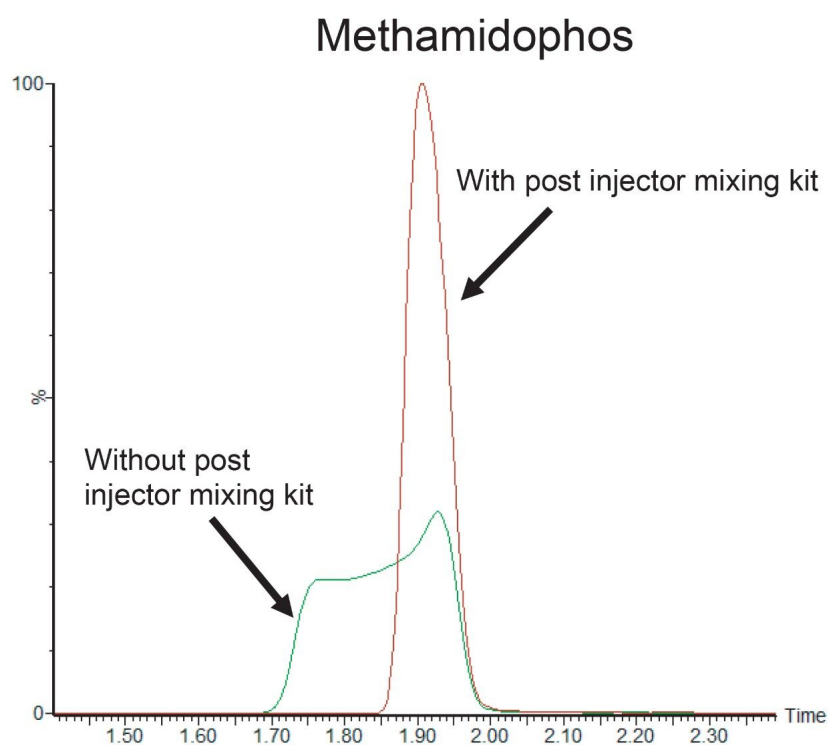 Methamidophos
100
With post injector mixing kit
%
Without post
injector mixing kit
0
Time
1.50 1.60 1.70 1.80 1.90 2.00 2.10 2.20 2.30